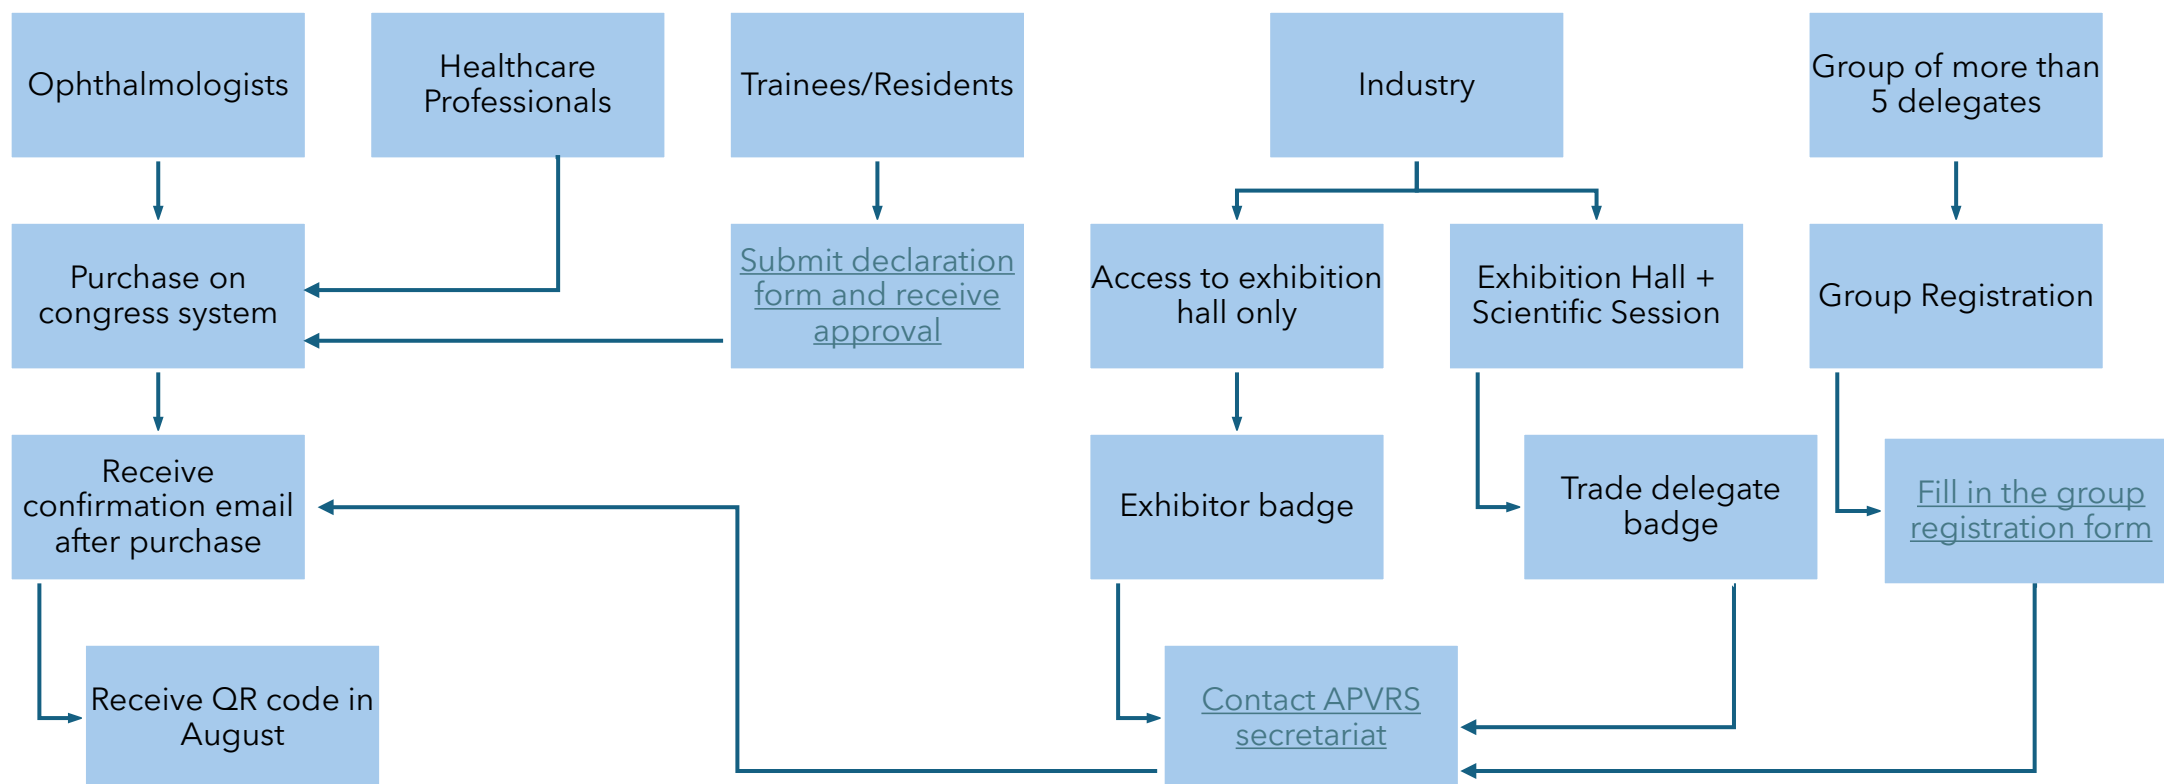 Ophthalmologists
Healthcare
Professionals
Trainees/Residents
Industry
Group of more than
5 delegates
Purchase on
congress system
Submit declaration
form and receive
approval
Access to exhibition
hall only
Exhibition Hall +
Scientific Session
Group Registration
Receive
confirmation email
after purchase
Exhibitor badge
Trade delegate
badge
Fill in the group
registration form
Receive QR code in
August
Contact APVRS
secretariat